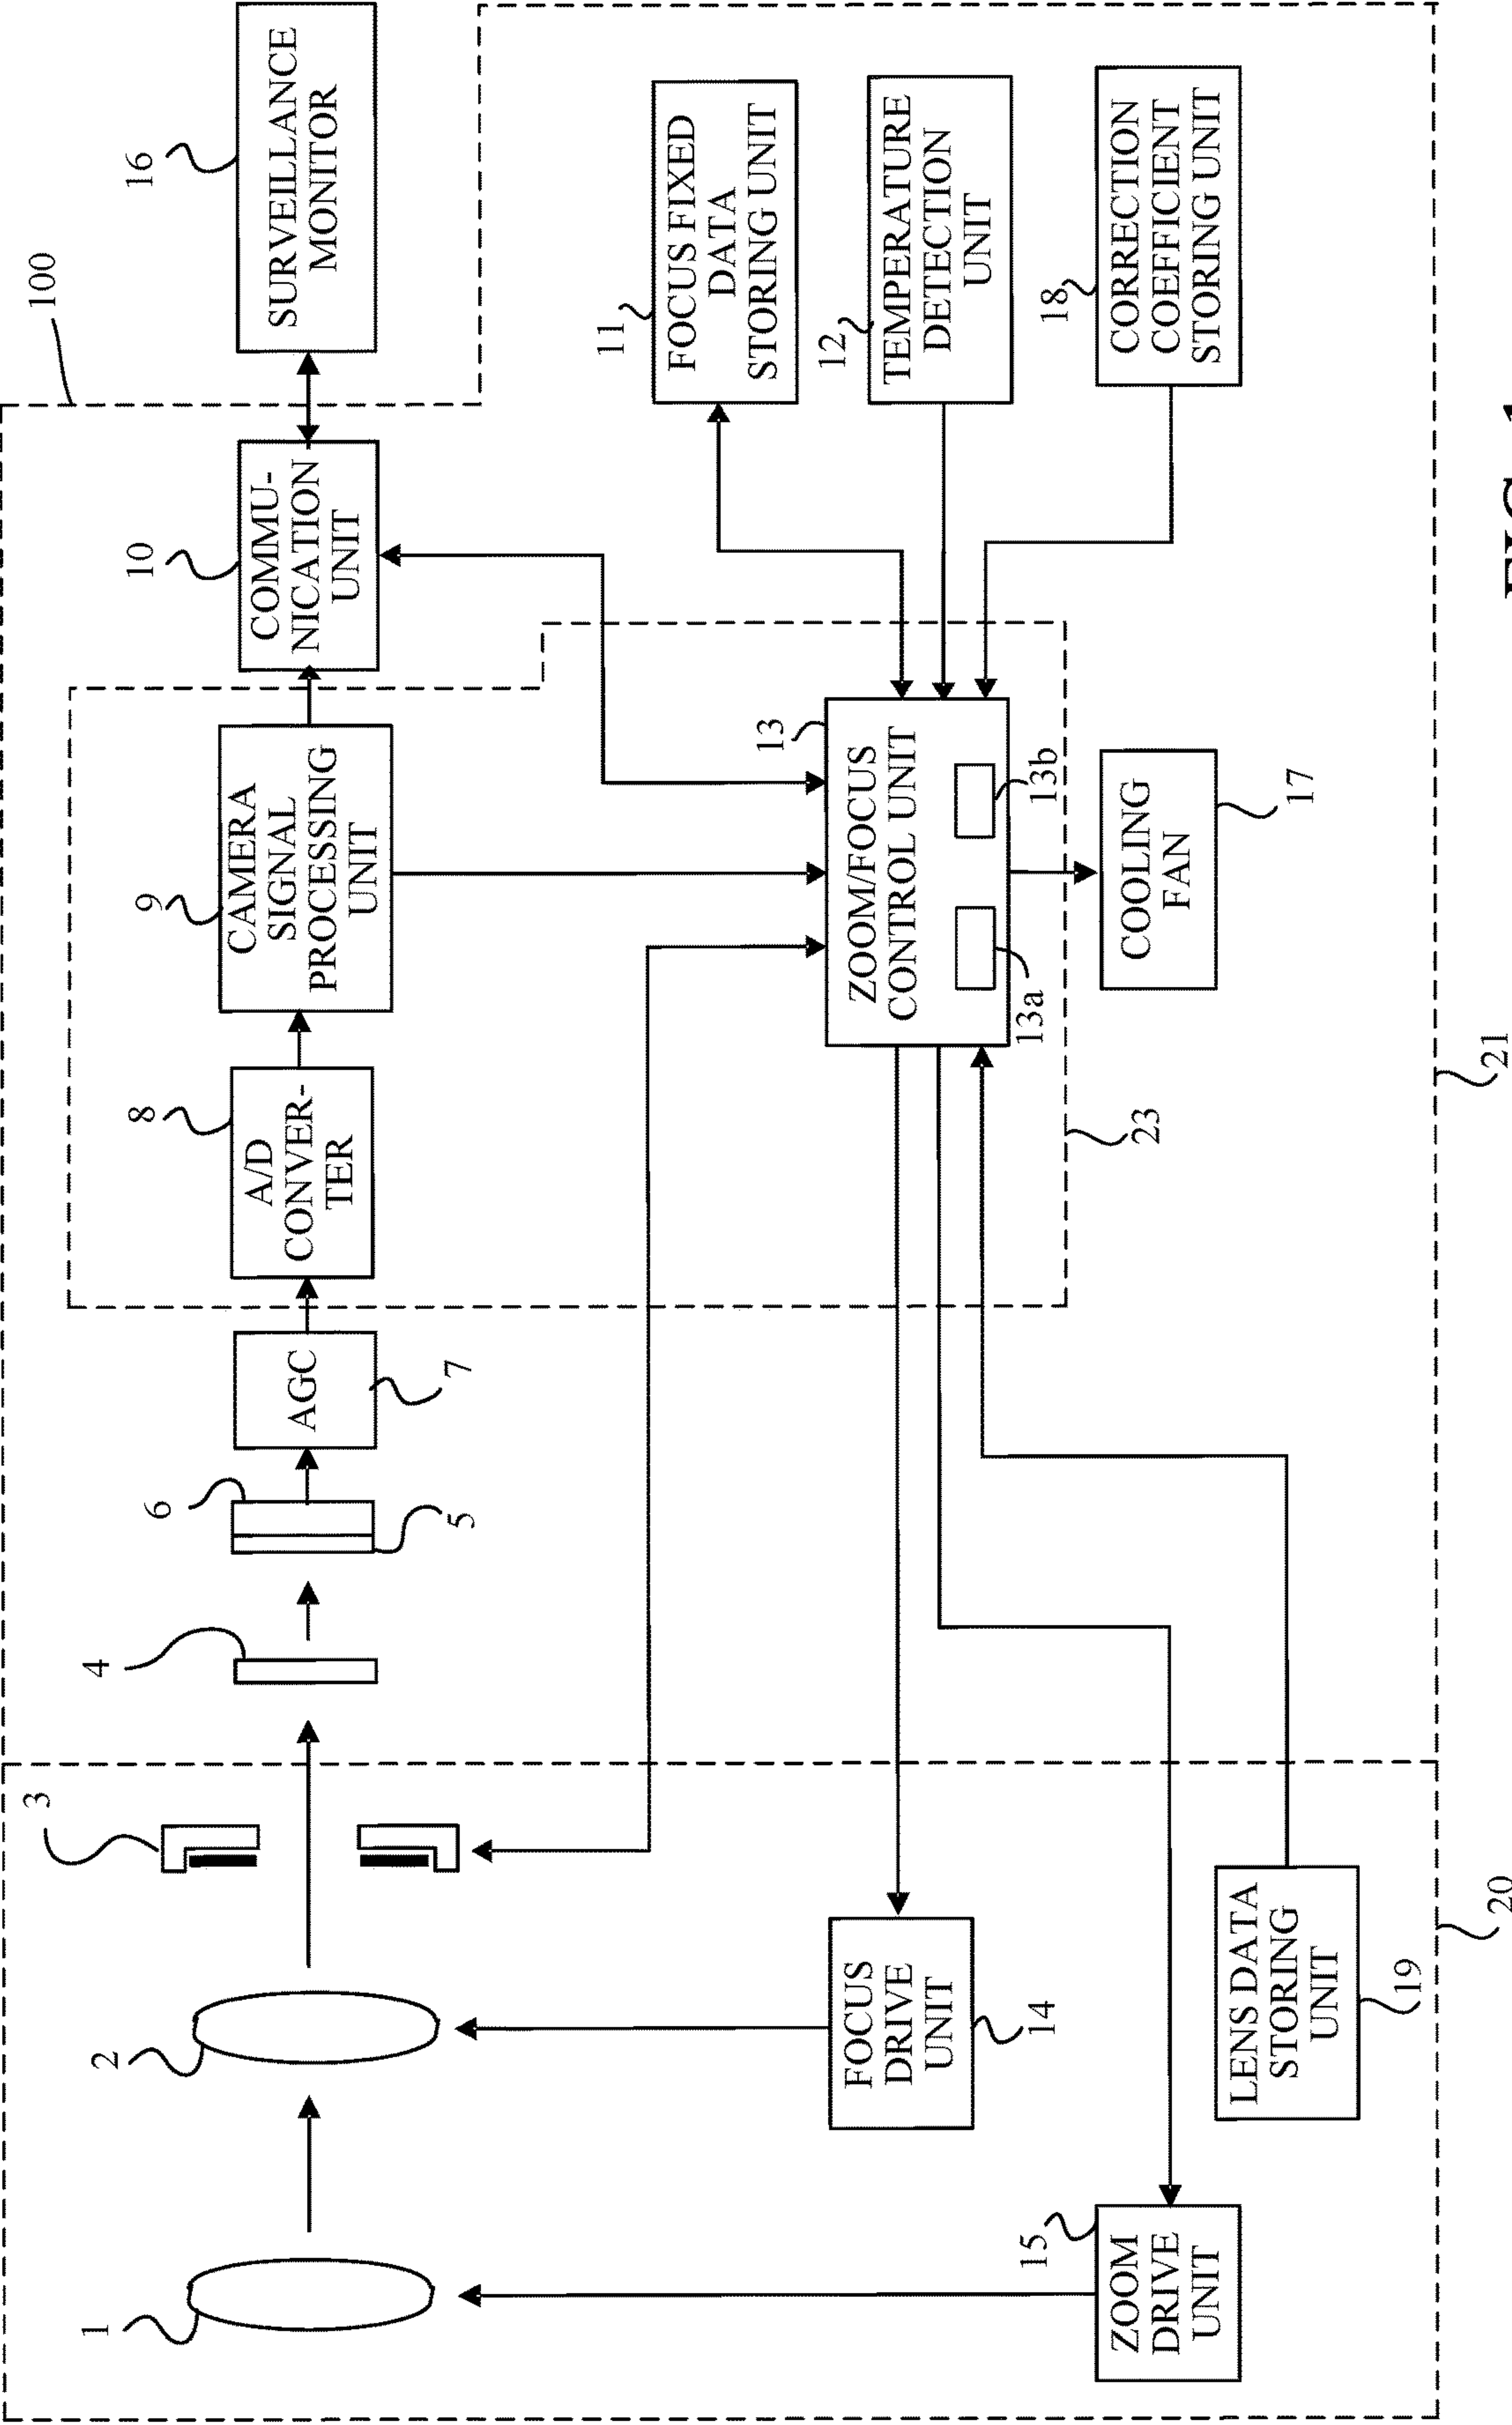 100
16
SURVEILLANCE
MONITOR
10
COMMU-
NICATION
UNIT
9
CAMERA
SIGNAL
PROCESSING
UNIT
8
A/D
CONVER-
TER
7
AGC
6
5
4
3
2
1
11
FOCUS FIXED
DATA
STORING UNIT
12
TEMPERATURE
DETECTION
UNIT
18
CORRECTION
COEFFICIENT
STORING UNIT
13
ZOOM/FOCUS
CONTROL UNIT
13a
13b
COOLING
FAN
17
23
21
FOCUS
DRIVE
UNIT
14
15
ZOOM
DRIVE
UNIT
LENS DATA
STORING
UNIT
19
20